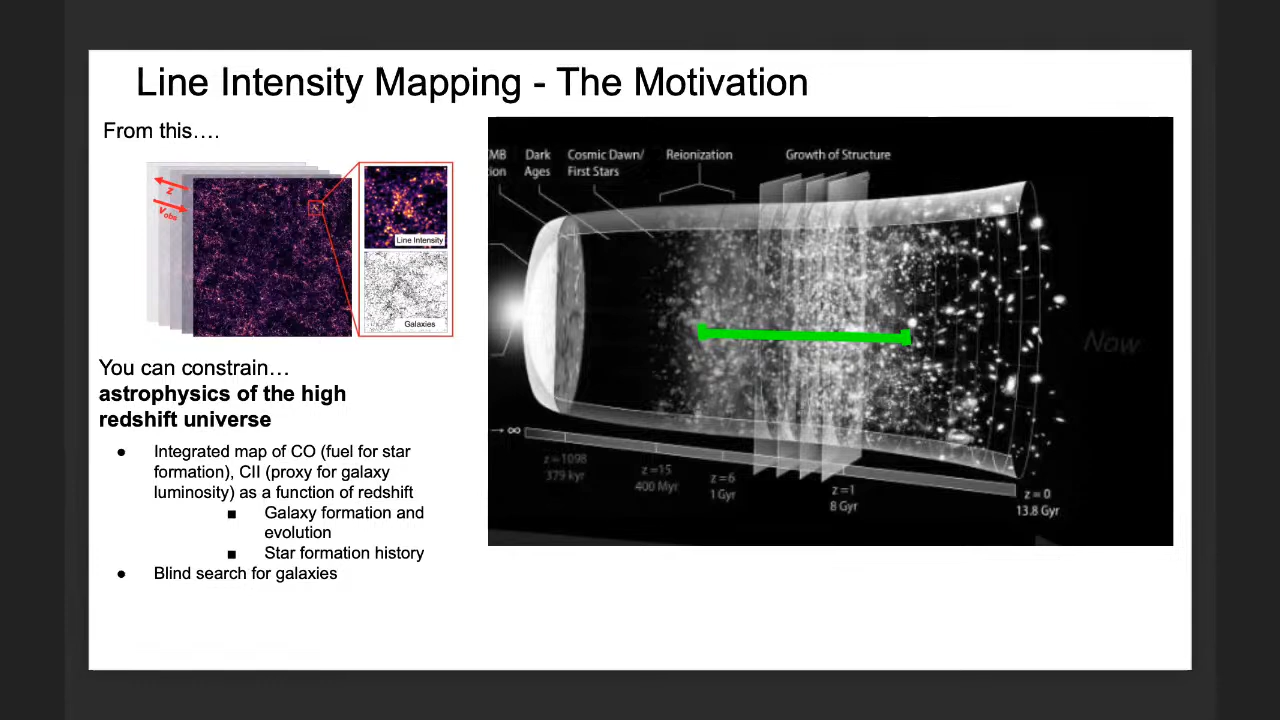 Line Intensity Mapping - The Motivation
From this….
z
νobs
Line Intensity
Galaxies
You can constrain…
astrophysics of the high
redshift universe
● Integrated map of CO (fuel for star
formation), CII (proxy for galaxy
luminosity) as a function of redshift
■ Galaxy formation and
evolution
■ Star formation history
● Blind search for galaxies
MB
ion
Dark
Ages
Cosmic Dawn/
First Stars
Reionization
Growth of Structure
Now
→ ∞
z=1098
379 kyr
z=15
400 Myr
z=6
1 Gyr
z=1
8 Gyr
z = 0
13.8 Gyr